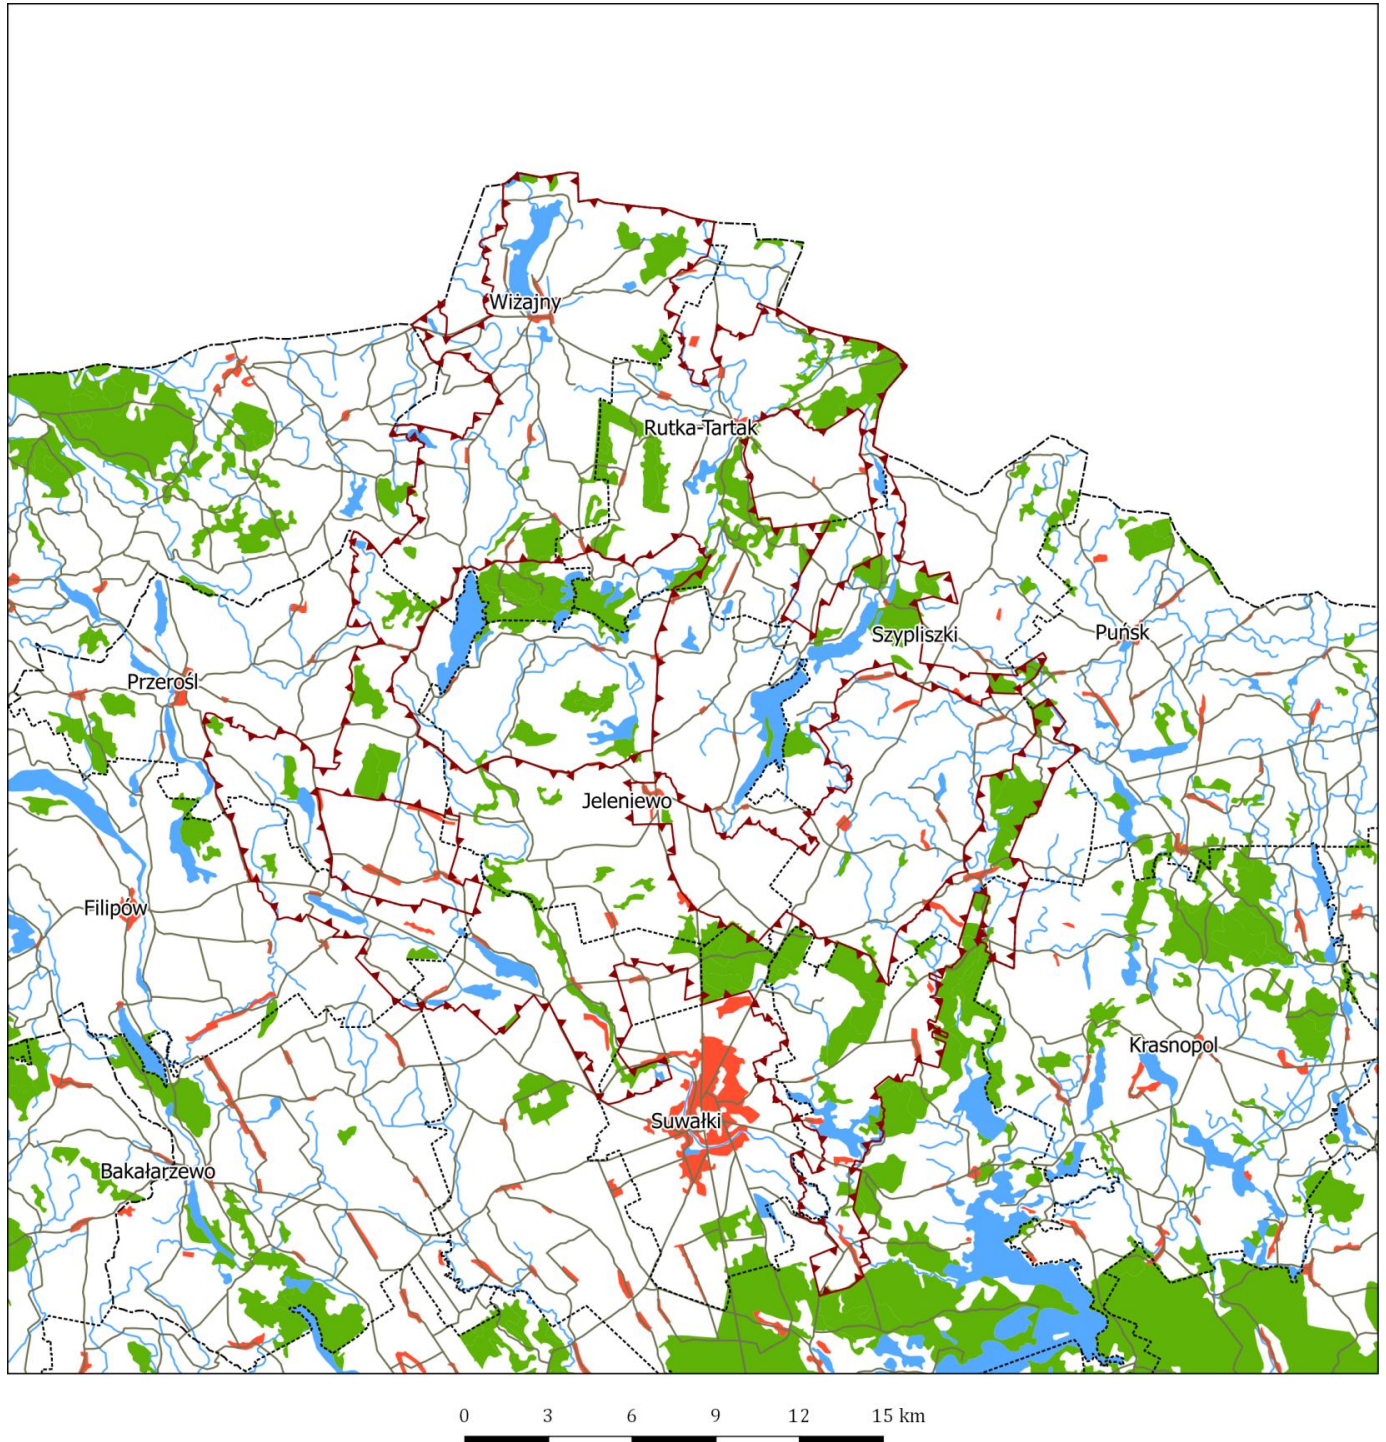 Wiżajny
Rutka-Tartak
Szypliszki
Puńsk
Przerośl
Jeleniewo
Filipów
Krasnopol
Suwałki
Bakałarzewo
0 3 6 9 12 15 km